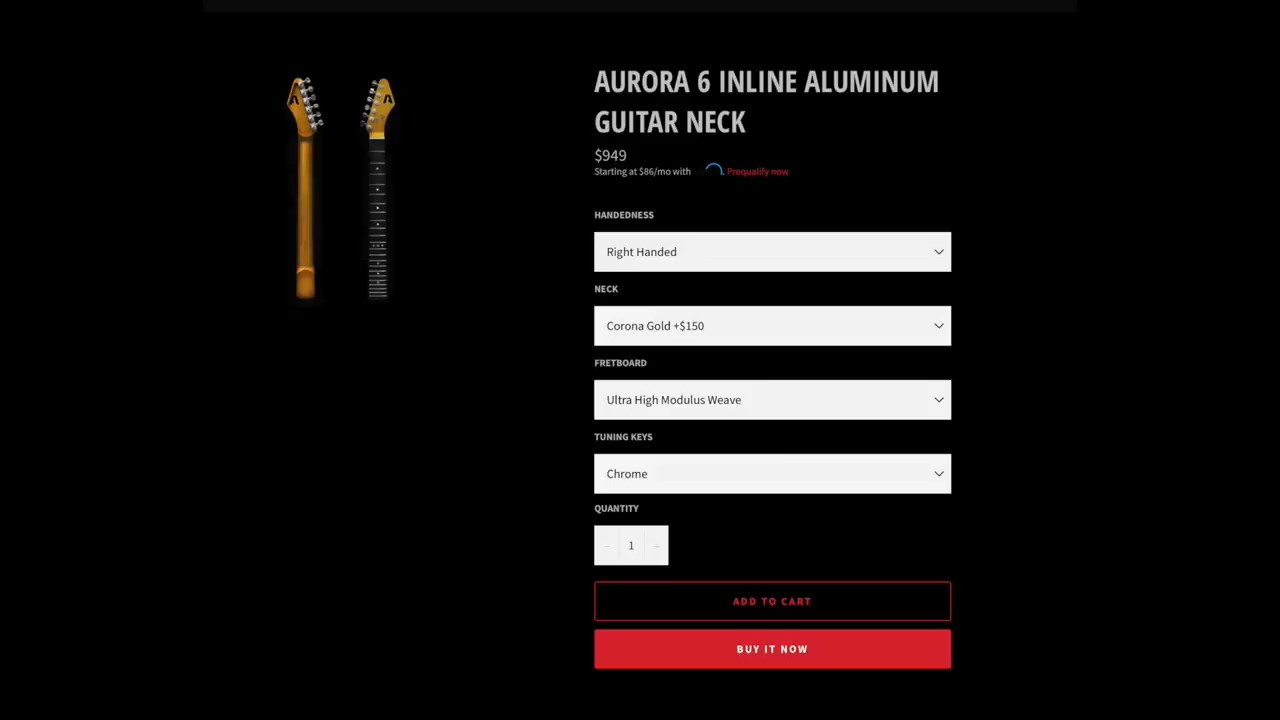 AURORA 6 INLINE ALUMINUM
GUITAR NECK
$949
Starting at $86/mo with Prequalify now
HANDEDNESS
Right Handed
NECK
Corona Gold +$150
FRETBOARD
Ultra High Modulus Weave
TUNING KEYS
Chrome
QUANTITY
1
ADD TO CART
BUY IT NOW